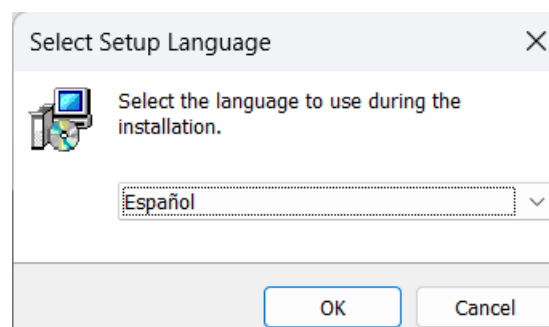 Select Setup Language
Select the language to use during the
installation.
Español
OK
Cancel